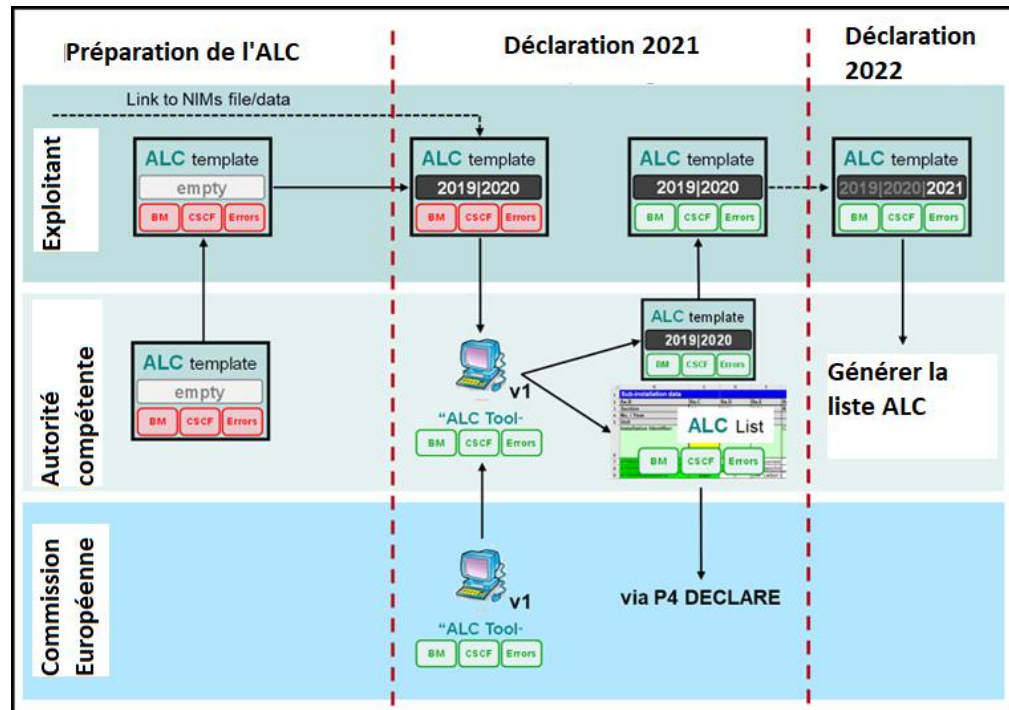 Préparation de l'ALC
Déclaration 2021
Déclaration
2022
Exploitant
Link to NIMs file/data
ALC template
empty
BM CSCF Errors
ALC template
2019|2020
BM CSCF Errors
ALC template
2019|2020
BM CSCF Errors
ALC template
2019|2020|2021
BM CSCF Errors
Autorité
compétente
ALC template
empty
BM CSCF Errors
v1
“ALC Tool-
BM CSCF Errors
ALC template
2019|2020
BM CSCF Errors
Sub-installation data
ALC List
BM CSCF Errors
Générer la
liste ALC
Commission
Européenne
v1
“ALC Tool-
BM CSCF Errors
via P4 DECLARE